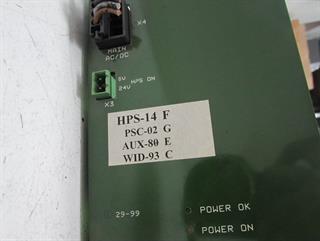 X4
MAIN
AC/DC
5V HPS ON
24V
X3
HPS-14 F
PSC-02 G
AUX-80 E
WID-93 C
29-99
POWER OK
POWER ON